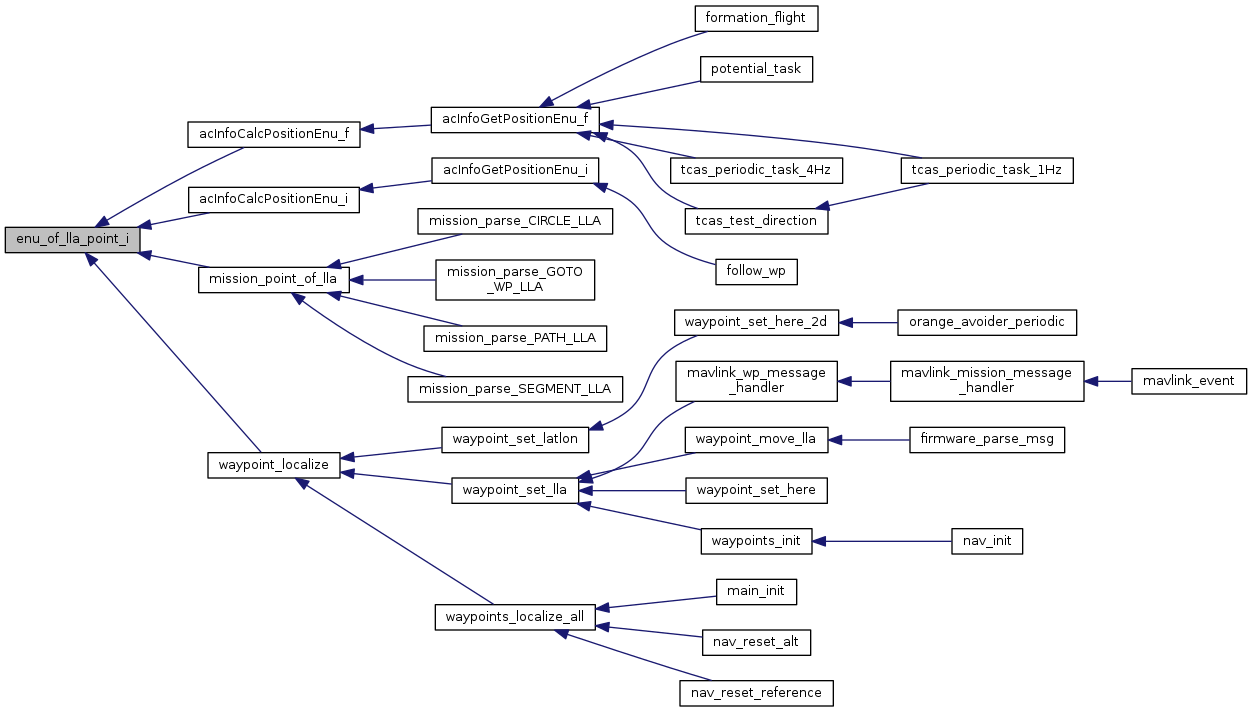 formation_flight
potential_task
acInfoGetPositionEnu_f
acInfoCalcPositionEnu_f
acInfoGetPositionEnu_i
tcas_periodic_task_4Hz
tcas_periodic_task_1Hz
acInfoCalcPositionEnu_i
mission_parse_CIRCLE_LLA
tcas_test_direction
enu_of_lla_point_i
mission_point_of_lla
mission_parse_GOTO
_WP_LLA
follow_wp
mission_parse_PATH_LLA
waypoint_set_here_2d
orange_avoider_periodic
mission_parse_SEGMENT_LLA
mavlink_wp_message
_handler
mavlink_mission_message
_handler
mavlink_event
waypoint_set_latlon
waypoint_move_lla
firmware_parse_msg
waypoint_localize
waypoint_set_lla
waypoint_set_here
waypoints_init
nav_init
main_init
waypoints_localize_all
nav_reset_alt
nav_reset_reference